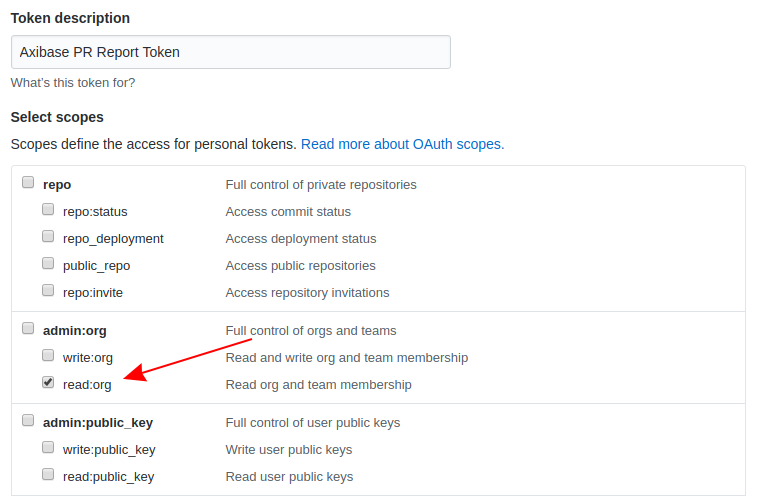 Token description
Axibase PR Report Token
What's this token for?
Select scopes
Scopes define the access for personal tokens. Read more about OAuth scopes.
repo Full control of private repositories
repo:status Access commit status
repo_deployment Access deployment status
public_repo Access public repositories
repo:invite Access repository invitations
admin:org Full control of orgs and teams
write:org Read and write org and team membership
read:org Read org and team membership
admin:public_key Full control of user public keys
write:public_key Write user public keys
read:public_key Read user public keys